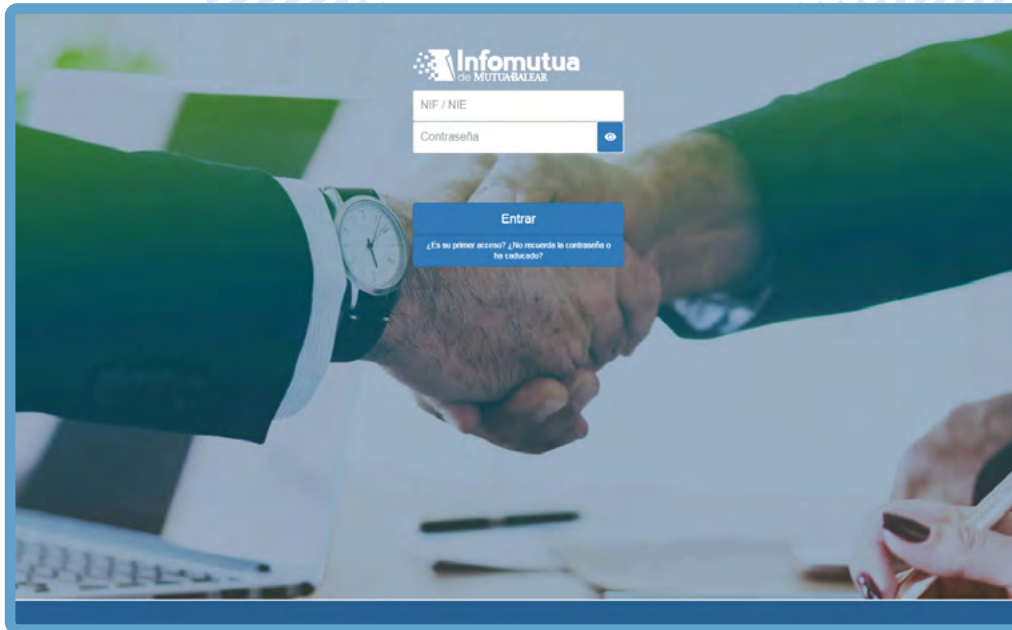 Infomutua
de MUTUA BALEAR
NIF / NIE
Contraseña
Entrar
¿Es su primer acceso? ¿No recuerda la contraseña o
ha caducado?